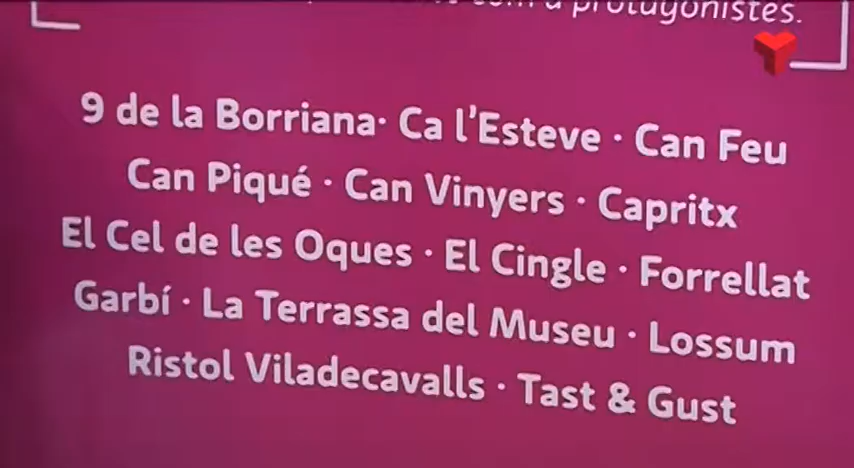 protagonistes.
9 de la Borriana· Ca l'Esteve · Can Feu
Can Piqué · Can Vinyers · Capritx
El Cel de les Oques · El Cingle · Forrellat
Garbí · La Terrassa del Museu · Lossum
Ristol Viladecavalls · Tast & Gust